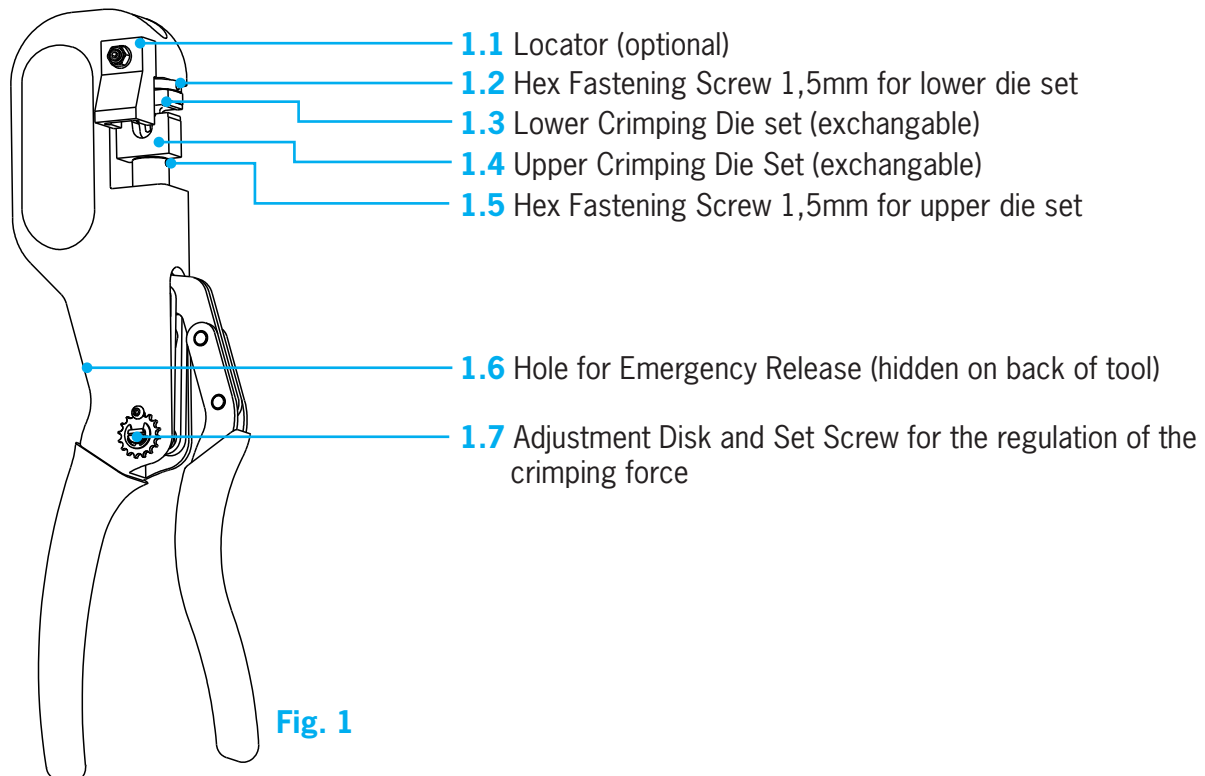 1.1 Locator (optional)
1.2 Hex Fastening Screw 1,5mm for lower die set
1.3 Lower Crimping Die set (exchangable)
1.4 Upper Crimping Die Set (exchangable)
1.5 Hex Fastening Screw 1,5mm for upper die set
1.6 Hole for Emergency Release (hidden on back of tool)
1.7 Adjustment Disk and Set Screw for the regulation of the
crimping force
Fig. 1